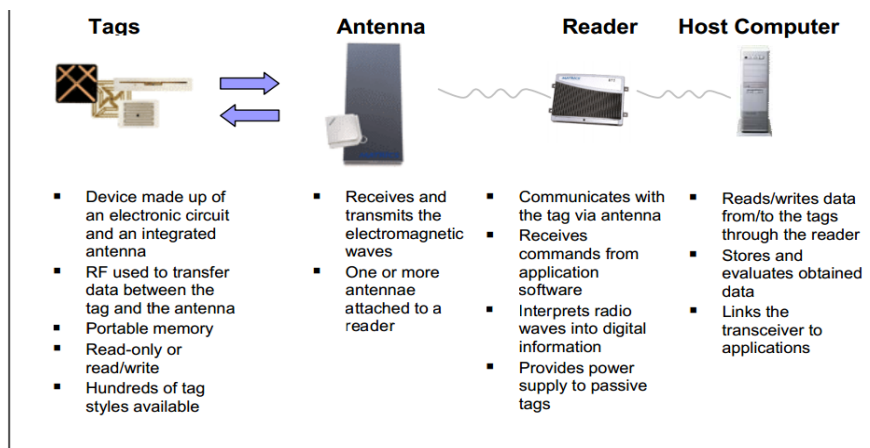 Tags
Antenna
Reader
Host Computer
▪ Device made up of
an electronic circuit
and an integrated
antenna
▪ RF used to transfer
data between the
tag and the antenna
▪ Portable memory
▪ Read-only or
read/write
▪ Hundreds of tag
styles available
▪ Receives and
transmits the
electromagnetic
waves
▪ One or more
antennae
attached to a
reader
▪ Communicates with
the tag via antenna
▪ Receives
commands from
application
software
▪ Interprets radio
waves into digital
information
▪ Provides power
supply to passive
tags
▪ Reads/writes data
from/to the tags
through the reader
▪ Stores and
evaluates obtained
data
▪ Links the
transceiver to
applications